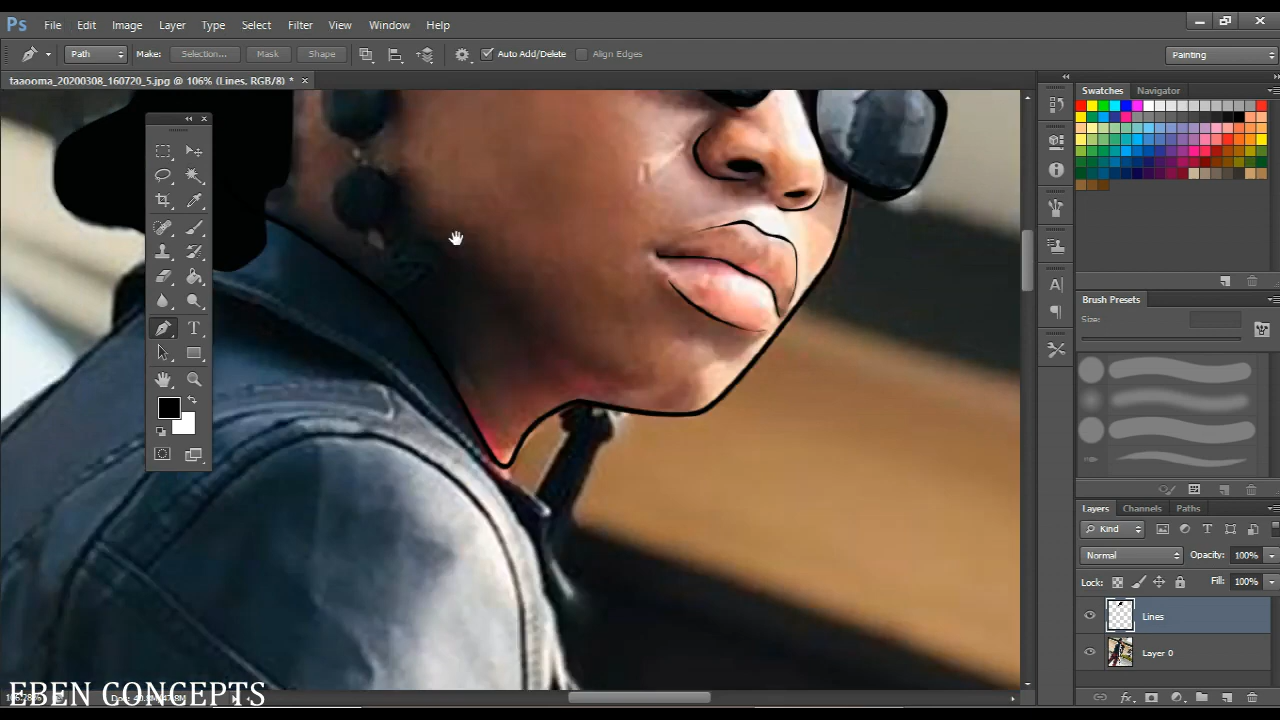 Ps File Edit Image Layer Type Select Filter View Window Help
Path Make: Selection... Mask Shape Auto Add/Delete Align Edges Painting
taaooma_20200308_160720_5.jpg @ 106% (Lines, RGB/8) *
Swatches Navigator
Brush Presets
Size:
Layers Channels Paths
Kind
Normal Opacity: 100%
Lock: Fill: 100%
Lines
Layer 0
EBEN CONCEPTS